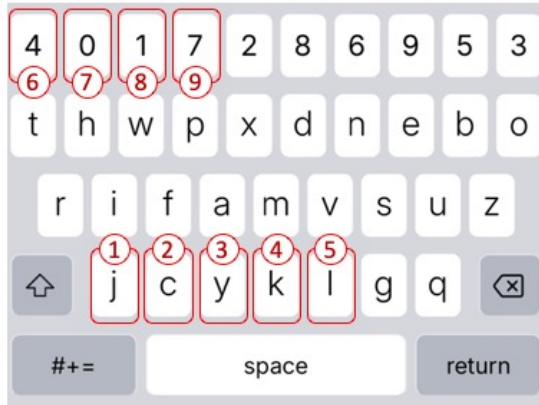 4 0 1 7 2 8 6 9 5 3
⑥ ⑦ ⑧ ⑨
t h w p x d n e b o
r i f a m v s u z
① ② ③ ④ ⑤
j c y k l g q
#+= space return